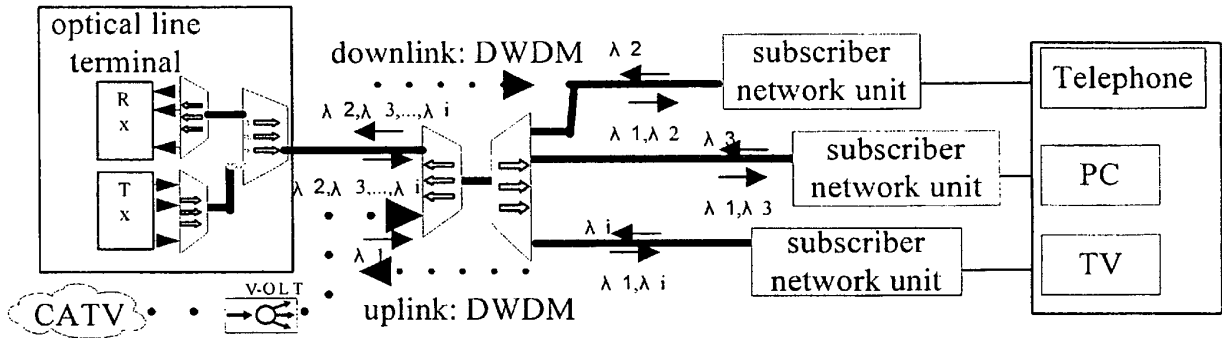 optical line
terminal
R
x
T
x
downlink: DWDM
λ 2,λ 3,...,λ i
λ 2,λ 3,...,λ i
λ 1
uplink: DWDM
V-OLT
CATV
λ 2
λ 1,λ 2
λ 3
λ 1,λ 3
λ i
λ 1,λ i
subscriber
network unit
subscriber
network unit
subscriber
network unit
Telephone
PC
TV